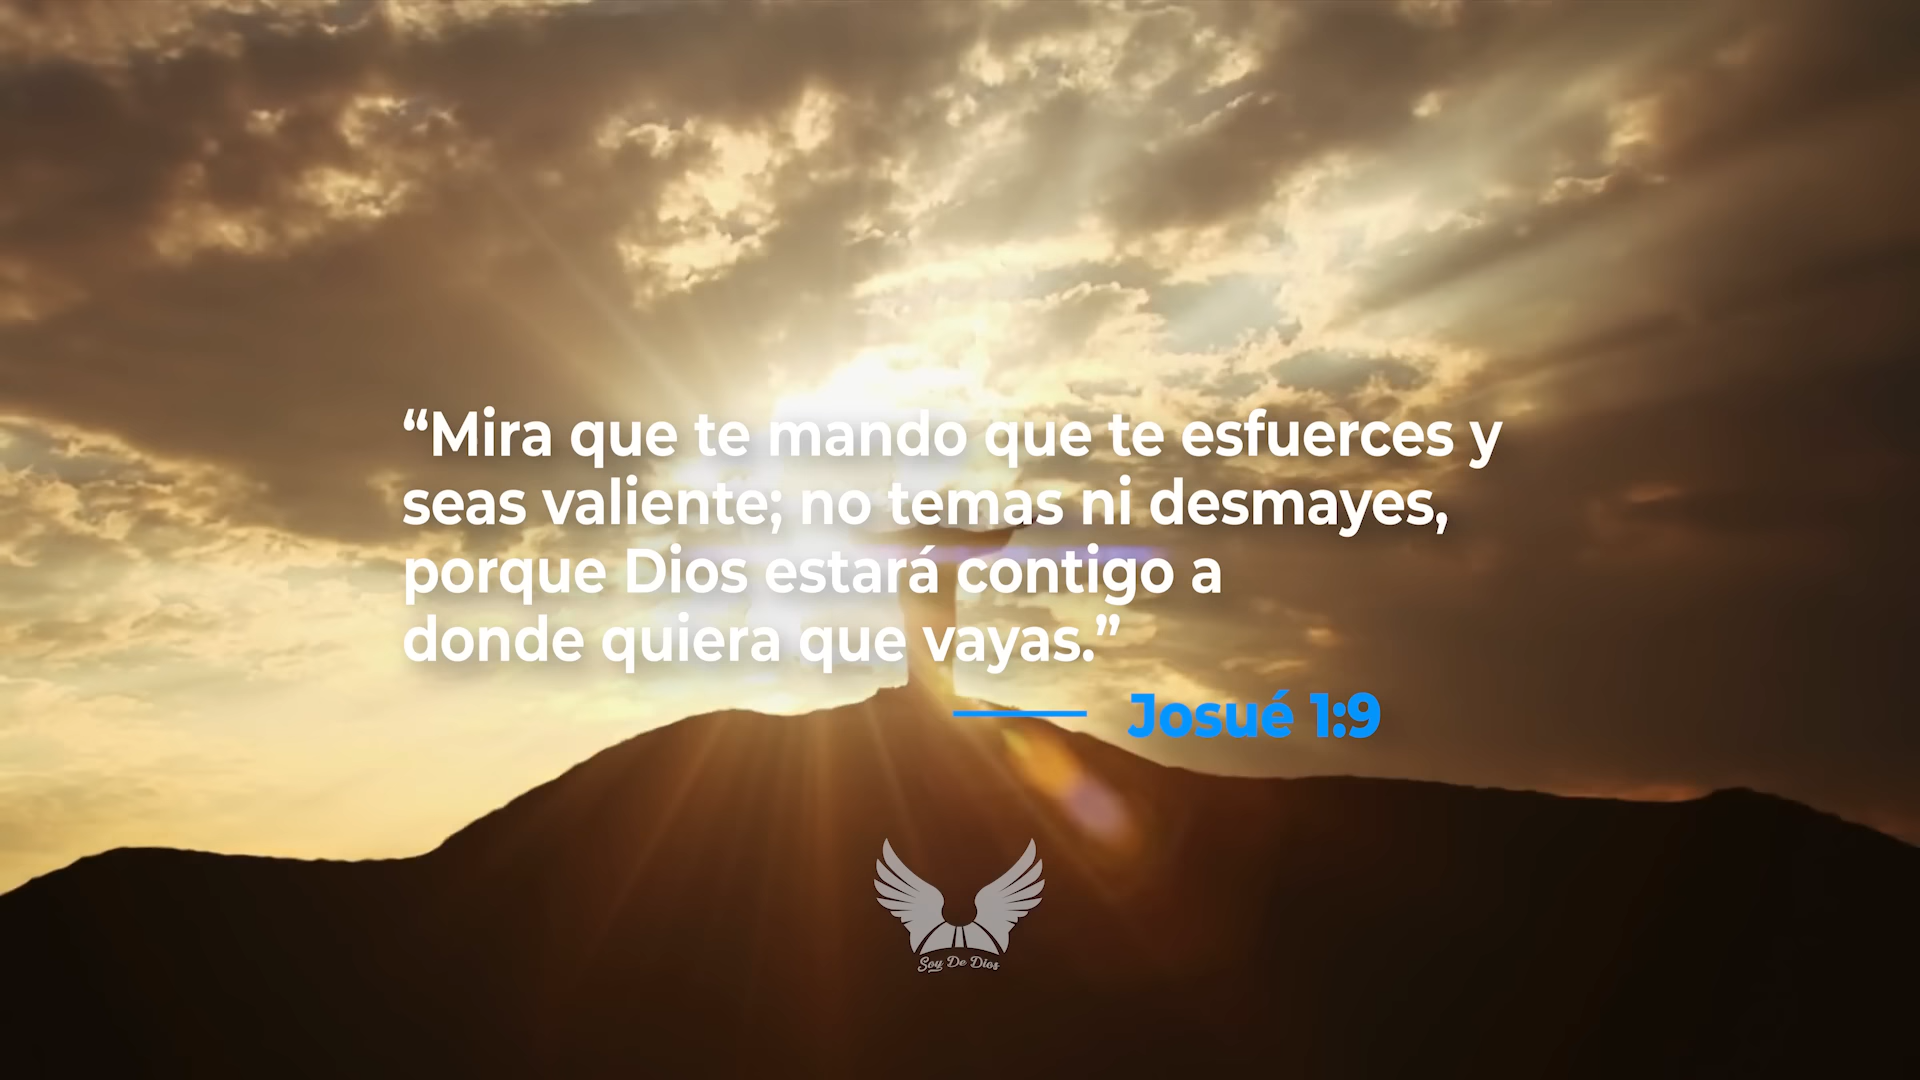 “Mira que te mando que te esfuerces y
seas valiente; no temas ni desmayes,
porque Dios estará contigo a
donde quiera que vayas.”
Josué 1:9
Soy De Dios